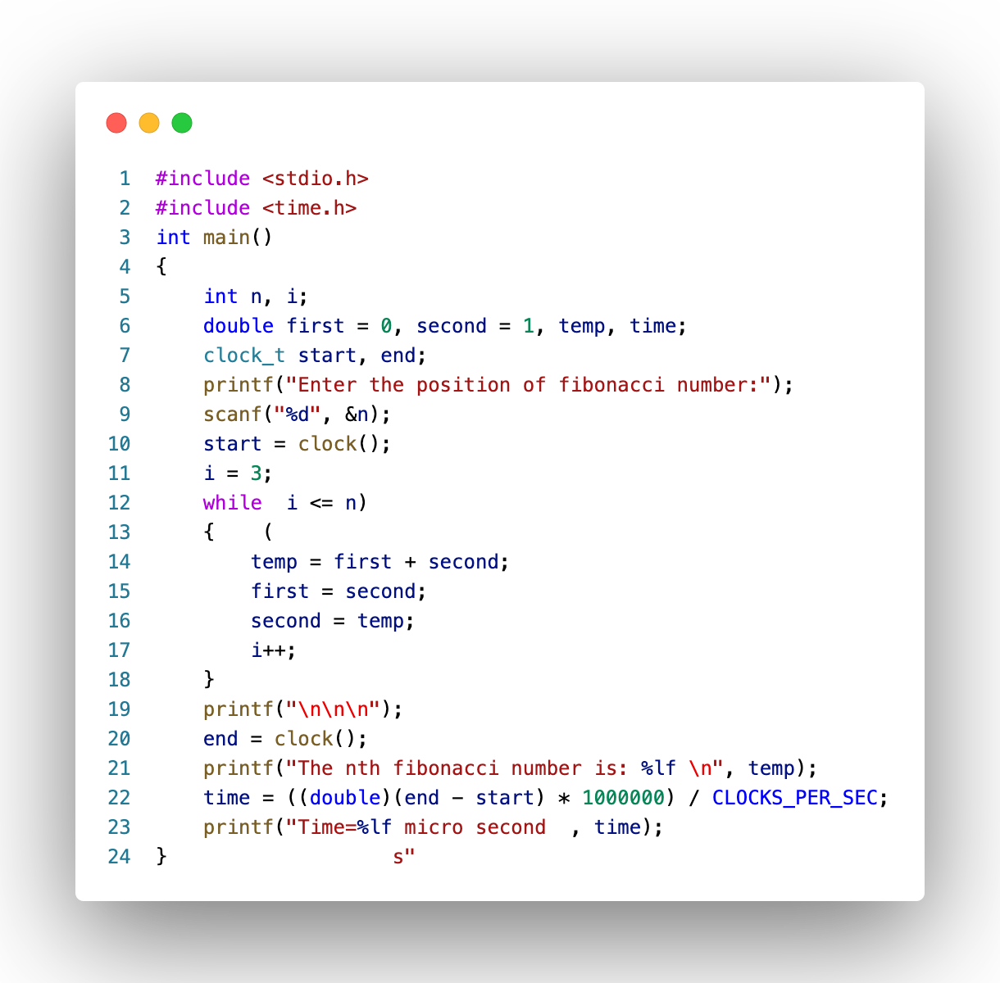 1 #include <stdio.h>
2 #include <time.h>
3 int main()
4 {
5     int n, i;
6     double first = 0, second = 1, temp, time;
7     clock_t start, end;
8     printf("Enter the position of fibonacci number:");
9     scanf("%d", &n);
10     start = clock();
11     i = 3;
12     while  i <= n)
13     {    (
14         temp = first + second;
15         first = second;
16         second = temp;
17         i++;
18     }
19     printf("\n\n\n");
20     end = clock();
21     printf("The nth fibonacci number is: %lf \n", temp);
22     time = ((double)(end - start) * 1000000) / CLOCKS_PER_SEC;
23     printf("Time=%lf micro second  , time);
24 }                   s"